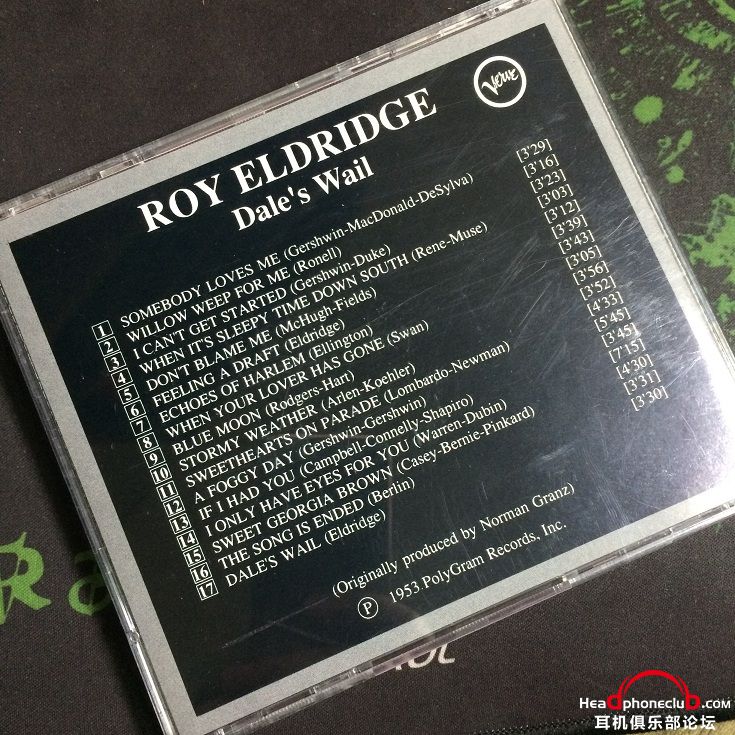 Verve
ROY ELDRIDGE
Dale's Wail
1 SOMEBODY LOVES ME (Gershwin-MacDonald-DeSylva) [3'29]
2 WILLOW WEEP FOR ME (Ronell) [3'16]
3 I CAN'T GET STARTED (Gershwin-Duke) [3'23]
4 WHEN IT'S SLEEPY TIME DOWN SOUTH (Rene-Muse) [3'03]
5 DON'T BLAME ME (McHugh-Fields) [3'12]
6 FEELING A DRAFT (Eldridge) [3'39]
7 ECHOES OF HARLEM (Ellington) [3'43]
8 WHEN YOUR LOVER HAS GONE (Swan) [3'05]
9 BLUE MOON (Rodgers-Hart) [3'56]
10 STORMY WEATHER (Arlen-Koehler) [3'52]
11 SWEETHEARTS ON PARADE (Lombardo-Newman) [4'33]
12 A FOGGY DAY (Gershwin-Gershwin) [5'45]
13 IF I HAD YOU (Campbell-Connelly-Shapiro) [3'45]
14 I ONLY HAVE EYES FOR YOU (Warren-Dubin) [7'15]
15 SWEET GEORGIA BROWN (Casey-Bernie-Pinkard) [4'30]
16 THE SONG IS ENDED (Berlin) [3'31]
17 DALE'S WAIL (Eldridge) [3'30]
(Originally produced by Norman Granz)
Ⓟ 1953 PolyGram Records, Inc.
HeadphonecluD.com
耳机俱乐部论坛